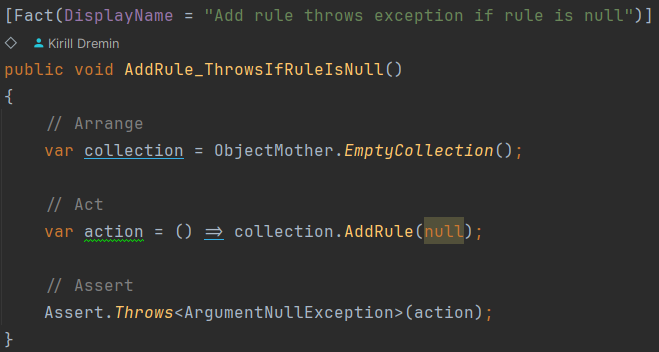 [Fact(DisplayName = "Add rule throws exception if rule is null")]
Kirill Dremin
public void AddRule_ThrowsIfRuleIsNull()
{
// Arrange
var collection = ObjectMother.EmptyCollection();
// Act
var action = () => collection.AddRule(null);
// Assert
Assert.Throws<ArgumentNullException>(action);
}